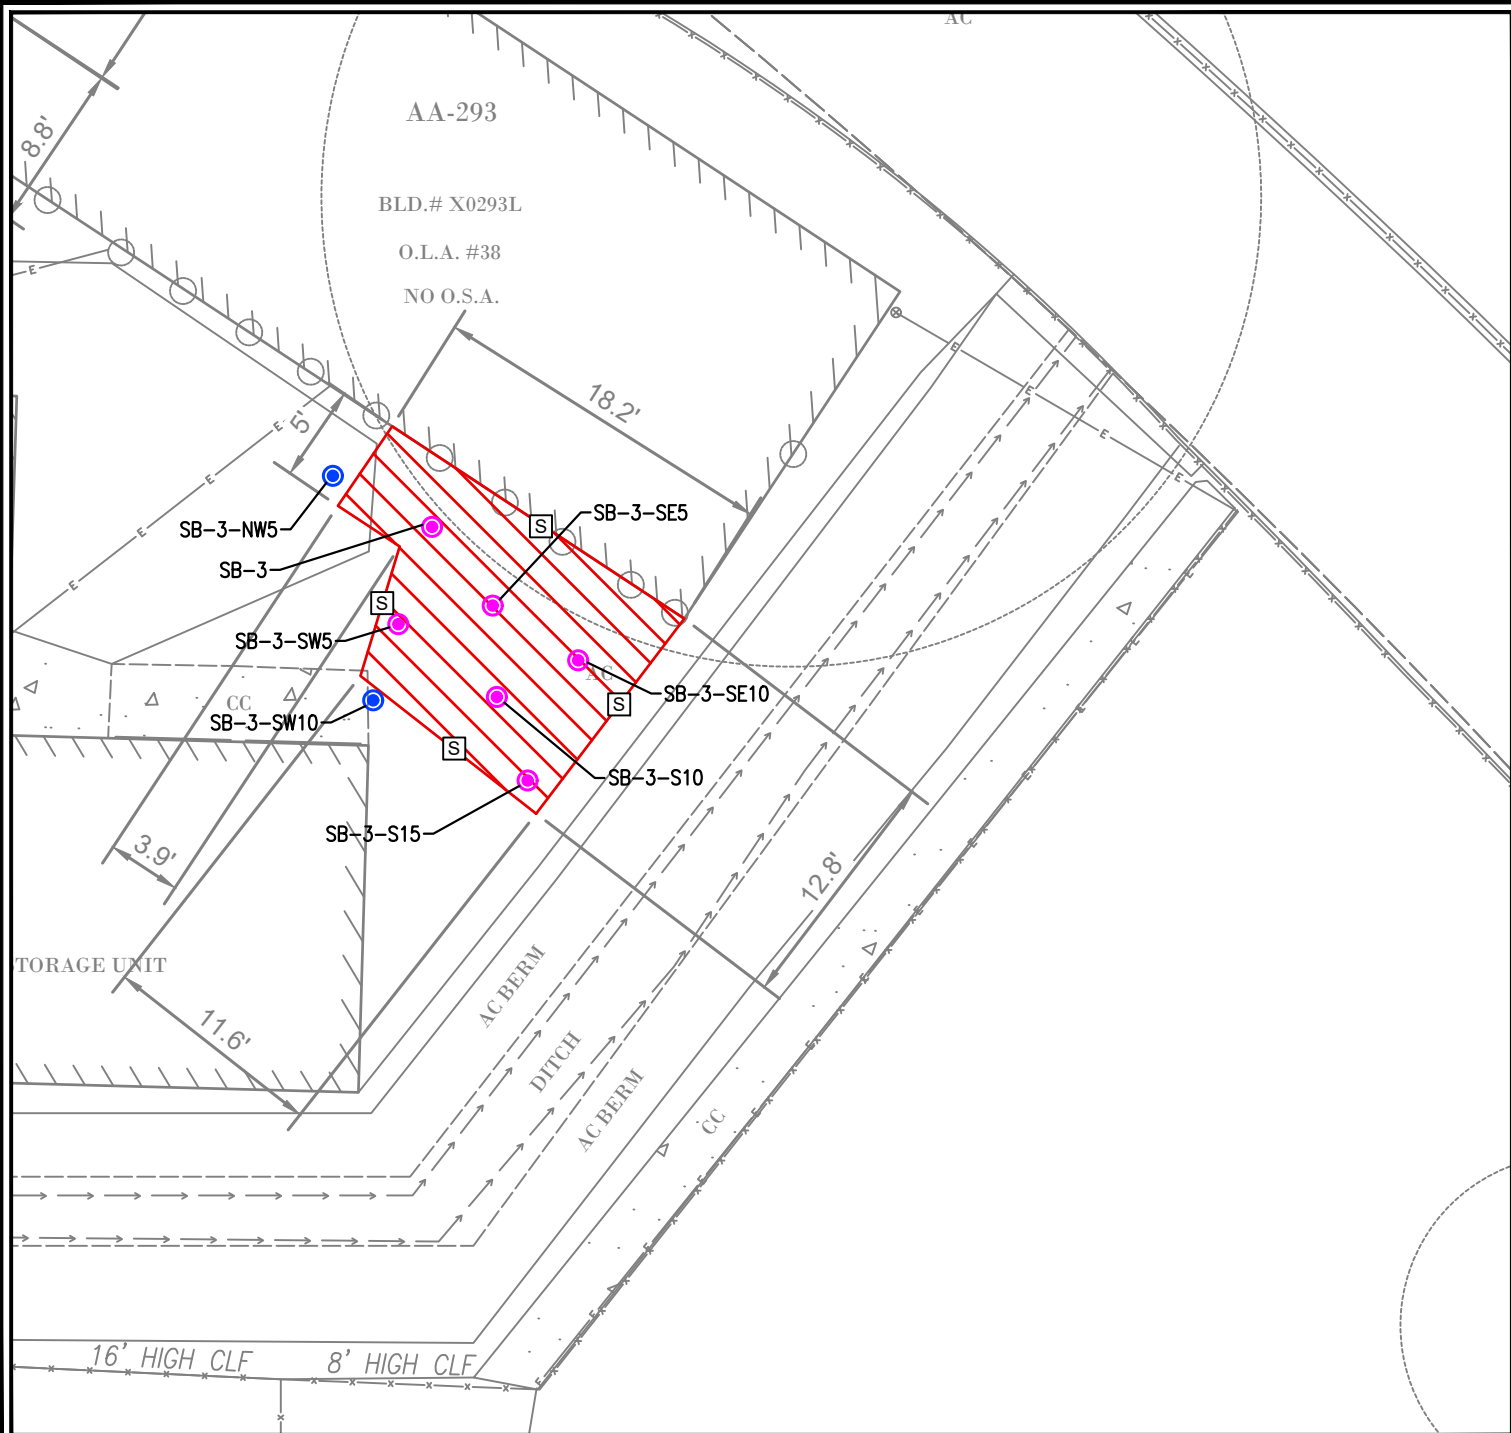 AC
AA-293
8.8'
BLD.# X0293L
O.L.A. #38
NO O.S.A.
E
E
E
E
18.2'
5'
E
E
E
E
SB-3-NW5
SB-3-SE5
S
SB-3
S
SB-3-SW5
AC
SB-3-SE10
S
CC
SB-3-SW10
S
SB-3-S10
SB-3-S15
3.9'
12.8'
TORAGE UNIT
AC BERM
11.6'
DITCH
AC BERM
CC
16' HIGH CLF
8' HIGH CLF